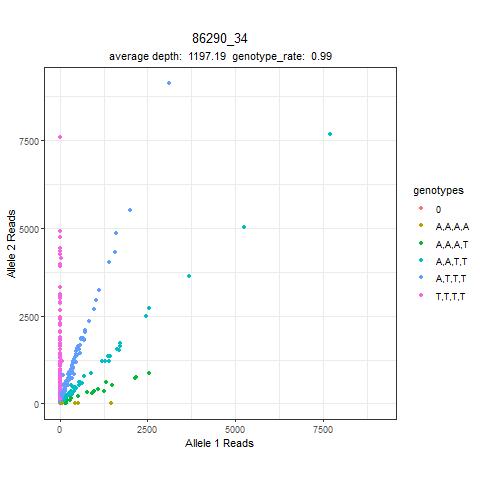 86290_34
average depth:  1197.19  genotype_rate:  0.99
7500
5000
2500
0
0
2500
5000
7500
Allele 2 Reads
Allele 1 Reads
genotypes
0
A,A,A,A
A,A,A,T
A,A,T,T
A,T,T,T
T,T,T,T